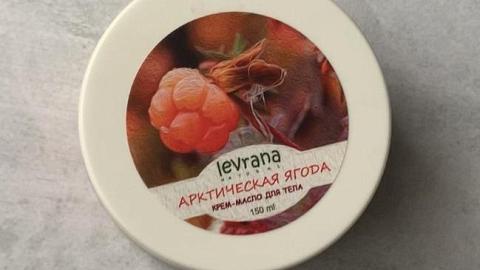 levrana
NATURAL
АРКТИЧЕСКАЯ ЯГОДА
КРЕМ-МАСЛО ДЛЯ ТЕЛА
150 ml